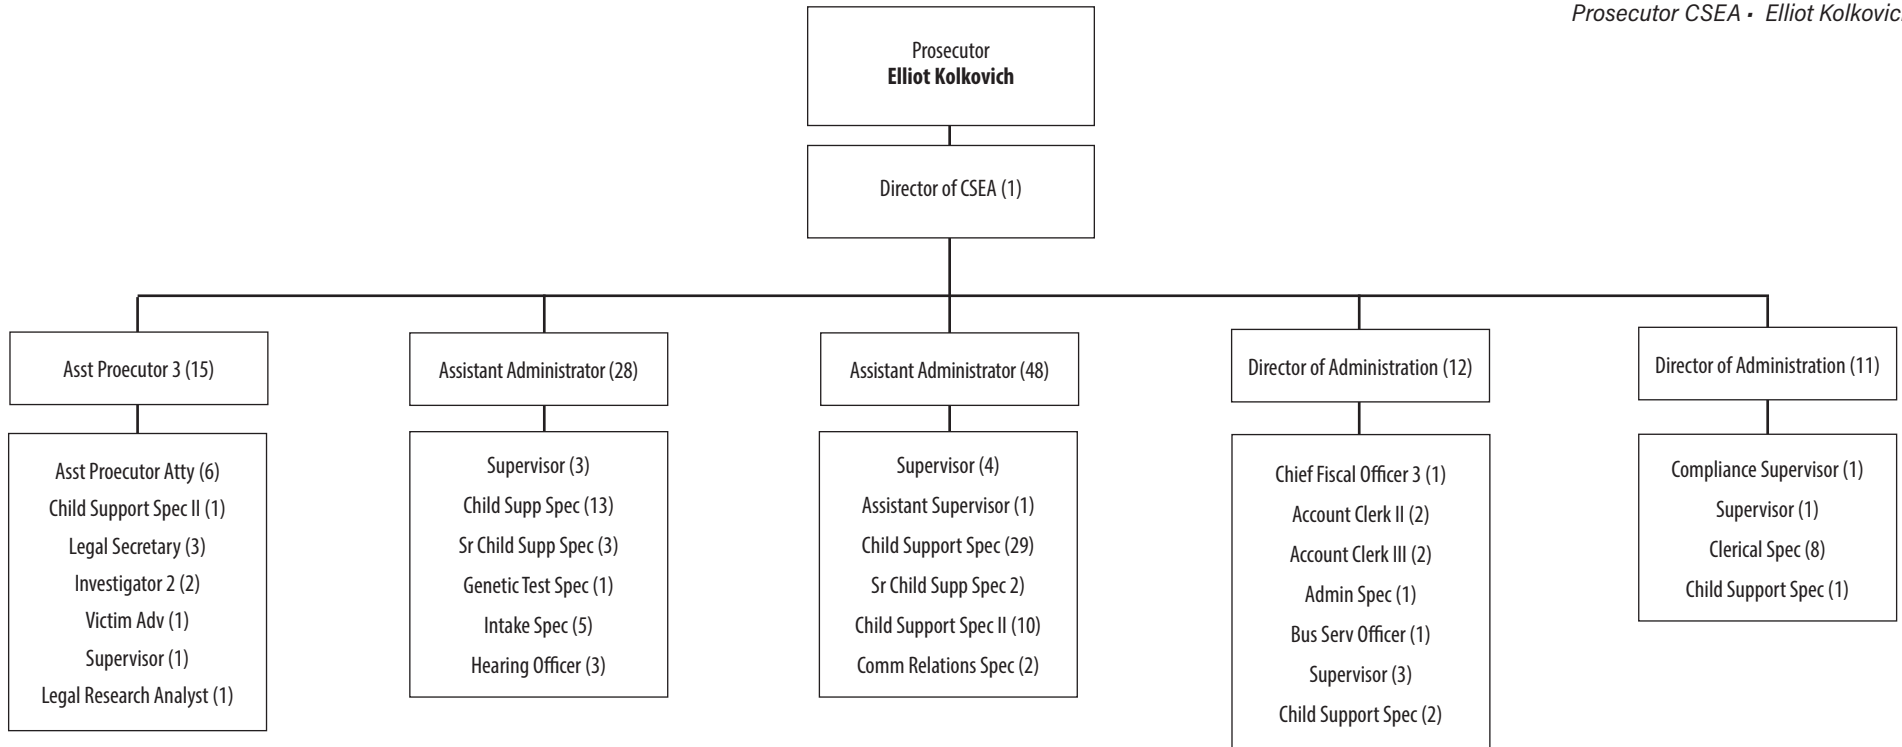 Prosecutor CSEA • Elliot Kolkovic
Prosecutor
Elliot Kolkovich
Director of CSEA (1)
Asst Proecutor 3 (15)
Asst Proecutor Atty (6)
Child Support Spec II (1)
Legal Secretary (3)
Investigator 2 (2)
Victim Adv (1)
Supervisor (1)
Legal Research Analyst (1)
Assistant Administrator (28)
Supervisor (3)
Child Supp Spec (13)
Sr Child Supp Spec (3)
Genetic Test Spec (1)
Intake Spec (5)
Hearing Officer (3)
Assistant Administrator (48)
Supervisor (4)
Assistant Supervisor (1)
Child Support Spec (29)
Sr Child Supp Spec 2)
Child Support Spec II (10)
Comm Relations Spec (2)
Director of Administration (12)
Chief Fiscal Officer 3 (1)
Account Clerk II (2)
Account Clerk III (2)
Admin Spec (1)
Bus Serv Officer (1)
Supervisor (3)
Child Support Spec (2)
Director of Administration (11)
Compliance Supervisor (1)
Supervisor (1)
Clerical Spec (8)
Child Support Spec (1)